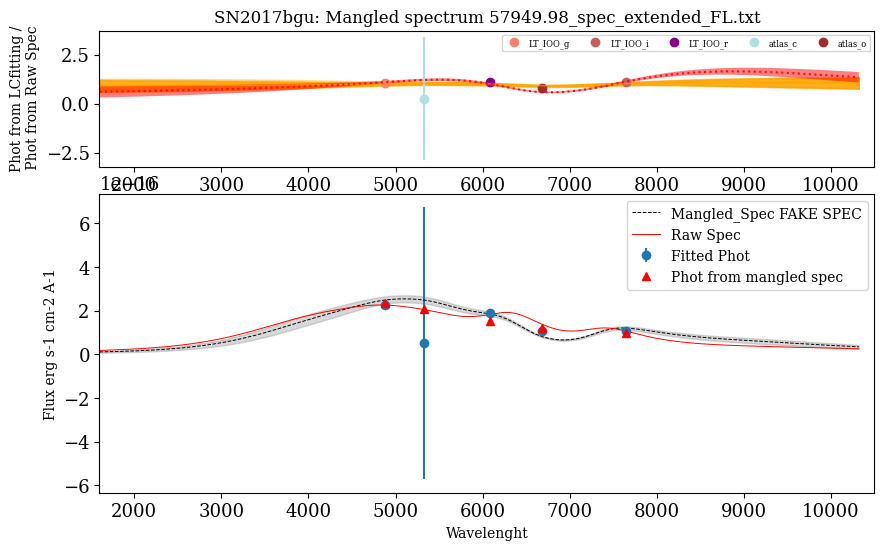 SN2017bgu: Mangled spectrum 57949.98_spec_extended_FL.txt
Phot from LCfitting /
Phot from Raw Spec
2.5
0.0
−2.5
LT_IOO_g LT_IOO_i LT_IOO_r atlas_c atlas_o
2000 3000 4000 5000 6000 7000 8000 9000 10000
1e−16
Flux erg s-1 cm-2 A-1
6
4
2
0
−2
−4
−6
Mangled_Spec FAKE SPEC
Raw Spec
Fitted Phot
Phot from mangled spec
2000 3000 4000 5000 6000 7000 8000 9000 10000
Wavelenght